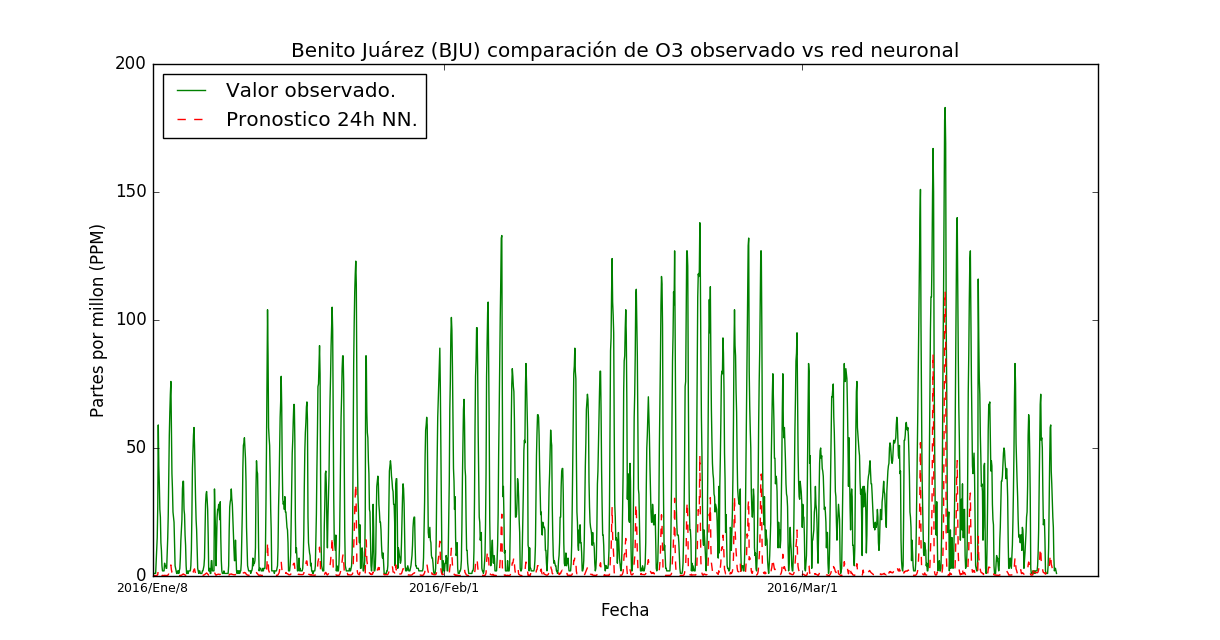 Benito Juárez (BJU) comparación de O3 observado vs red neuronal
200
Valor observado.
Pronostico 24h NN.
150
100
50
0
Partes por millon (PPM)
2016/Ene/8
2016/Feb/1
2016/Mar/1
Fecha